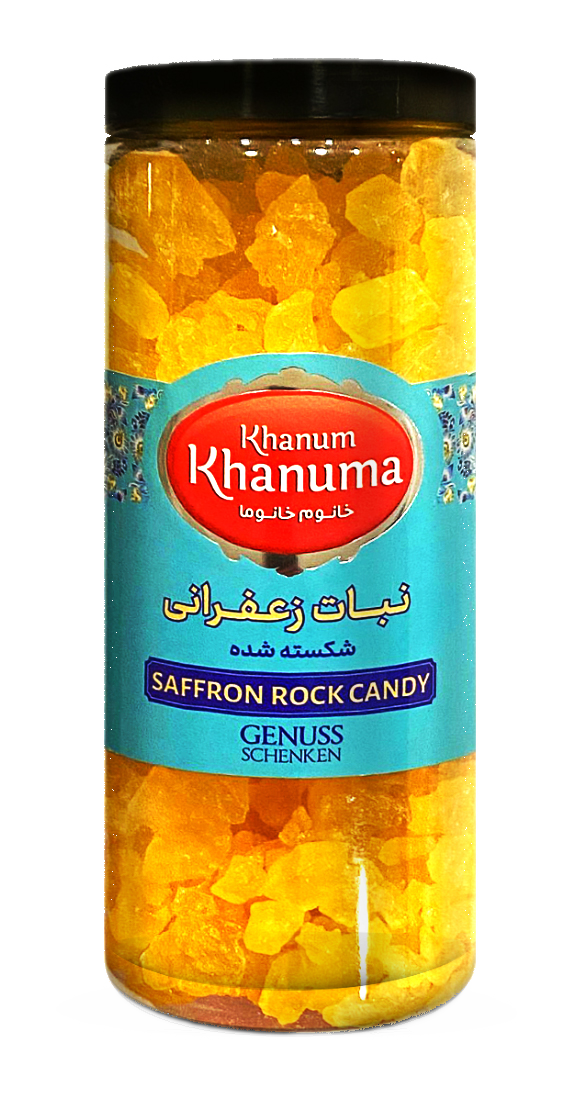 Khanum
Khanuma
خانوم خانوما
نبات زعفرانی
شکسته شده
SAFFRON ROCK CANDY
GENUSS
SCHENKEN